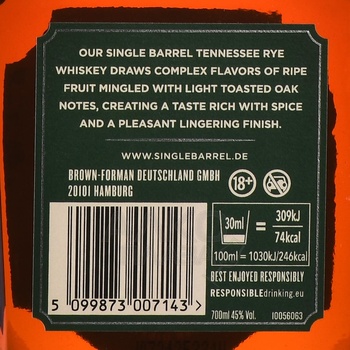 OUR SINGLE BARREL TENNESSEE RYE
WHISKEY DRAWS COMPLEX FLAVORS OF RIPE
FRUIT MINGLED WITH LIGHT TOASTED OAK
NOTES, CREATING A TASTE RICH WITH SPICE
AND A PLEASANT LINGERING FINISH.
WWW.SINGLEBARREL.DE
BROWN-FORMAN DEUTSCHLAND GMBH
20101 HAMBURG
18+
30ml = 309kJ
74kcal
100ml = 1030kJ/246kcal
BEST ENJOYED RESPONSIBLY
RESPONSIBLEdrinking.eu
700ml 45% Vol. 10056063
5 099873 007143 >